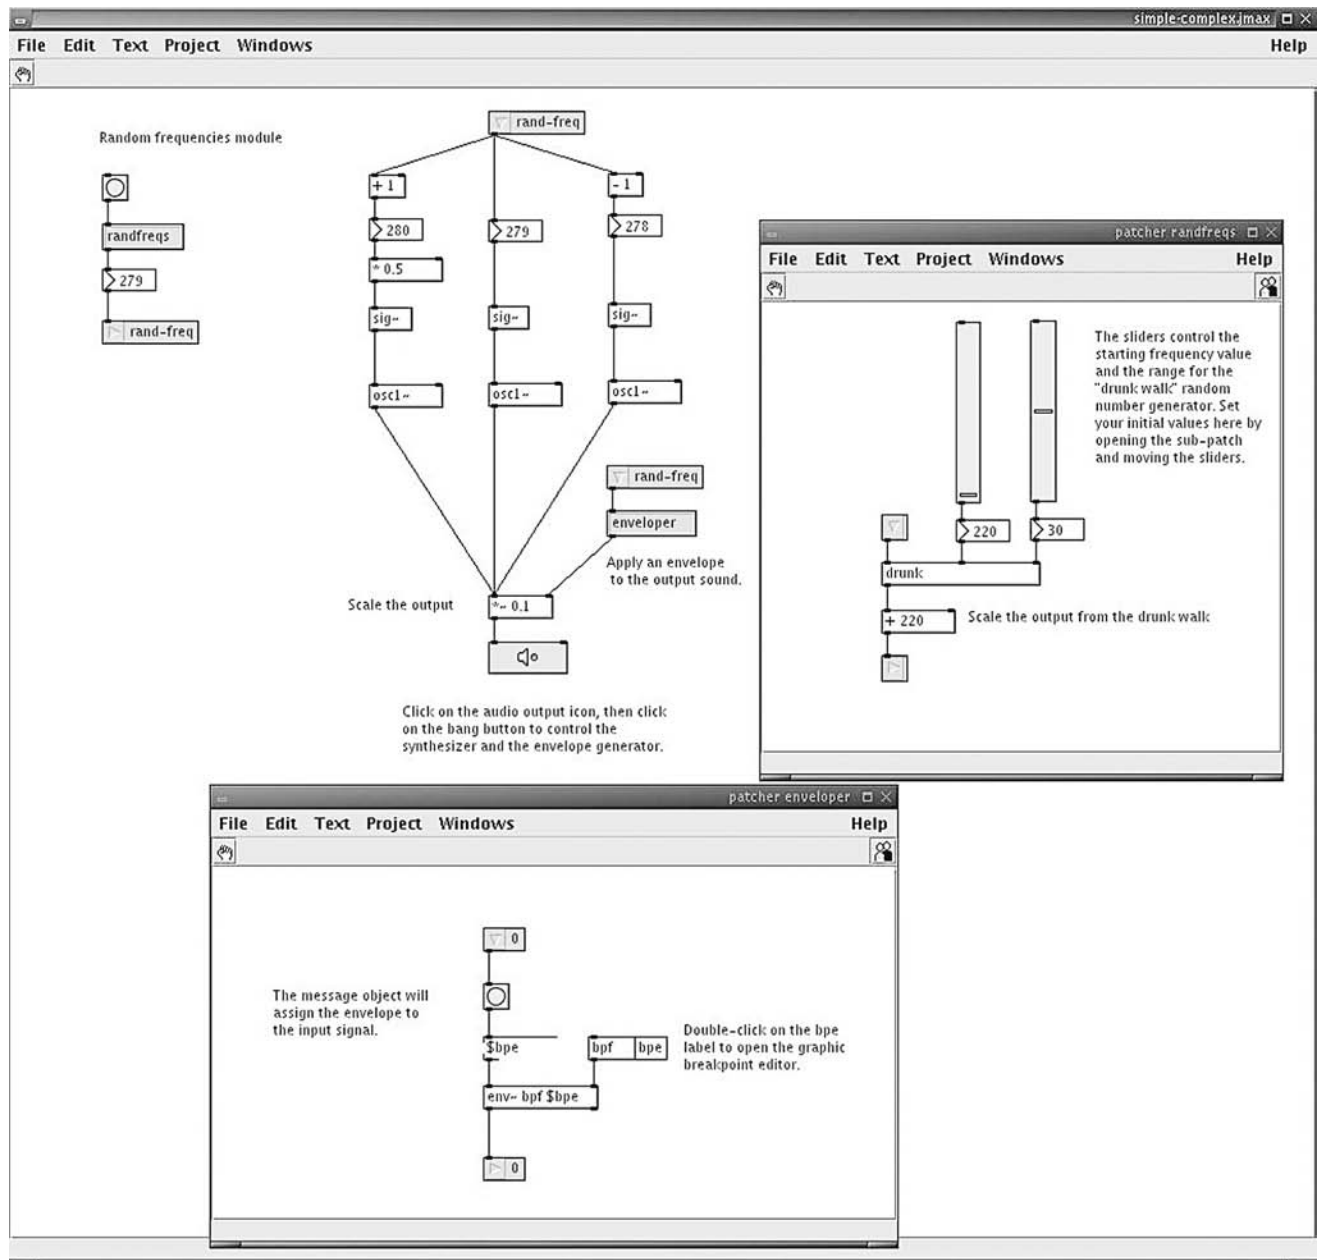 simple-complex.jmax
File Edit Text Project Windows Help
rand-freq
Random frequencies module
+ 1
- 1
randfreqs
280
279
278
* 0.5
279
sig~
sig~
sig~
rand-freq
osc1~
osc1~
osc1~
rand-freq
enveloper
Apply an envelope
to the output sound.
Scale the output
*~ 0.1
Click on the audio output icon, then click
on the bang button to control the
synthesizer and the envelope generator.
patcher randfreqs
File Edit Text Project Windows Help
The sliders control the
starting frequency value
and the range for the
"drunk walk" random
number generator. Set
your initial values here by
opening the sub-patch
and moving the sliders.
220
30
drunk
+ 220
Scale the output from the drunk walk
patcher enveloper
File Edit Text Project Windows Help
0
The message object will
assign the envelope to
the input signal.
$bpe
bpf bpe
Double-click on the bpe
label to open the graphic
breakpoint editor.
env~ bpf $bpe
0